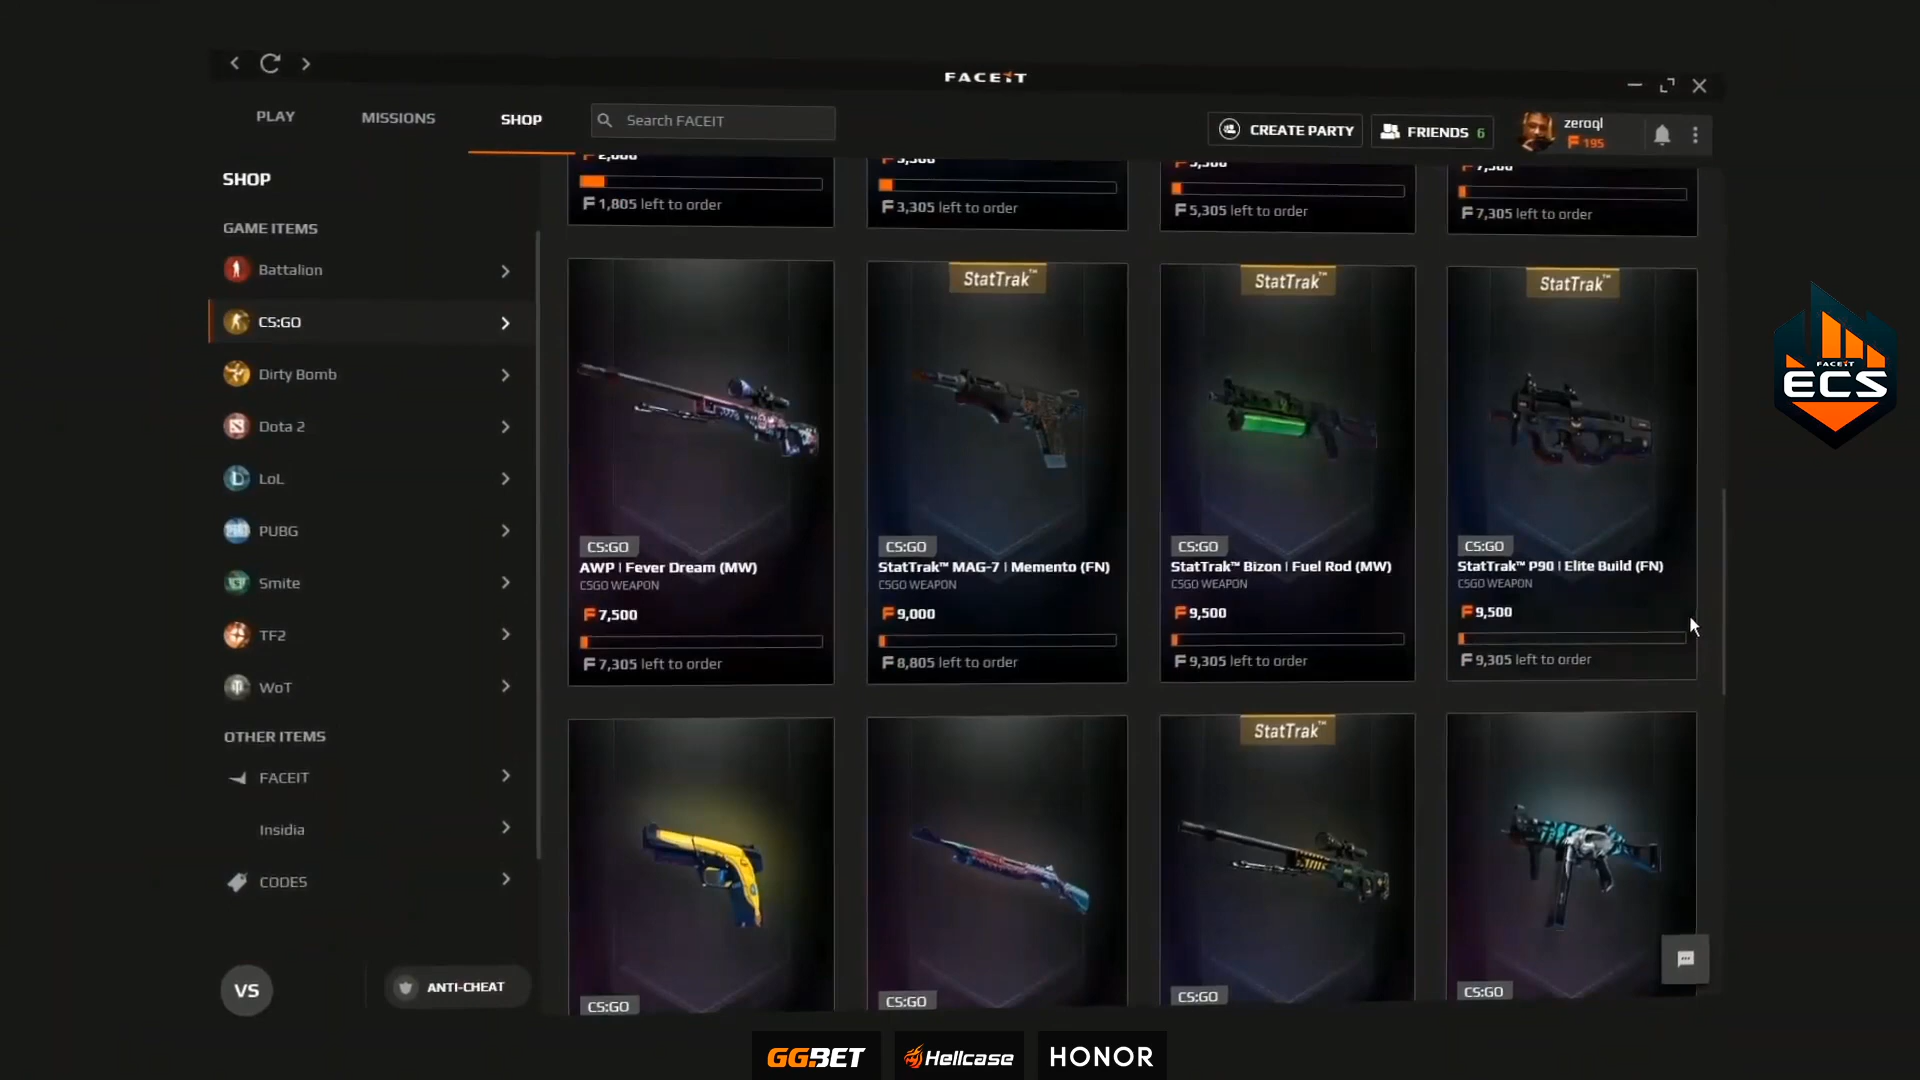 FACEIT
PLAY
MISSIONS
SHOP
Search FACEIT
CREATE PARTY
FRIENDS 6
zeroql
195
SHOP
GAME ITEMS
Battalion
CS:GO
Dirty Bomb
Dota 2
LoL
PUBG
Smite
TF2
WoT
OTHER ITEMS
FACEIT
Insidia
CODES
VS
ANTI-CHEAT
1,805 left to order
3,305 left to order
5,305 left to order
7,305 left to order
CS:GO
AWP | Fever Dream (MW)
CSGO WEAPON
7,500
7,305 left to order
StatTrak™
CS:GO
StatTrak™ MAG-7 | Memento (FN)
CSGO WEAPON
9,000
8,805 left to order
StatTrak™
CS:GO
StatTrak™ Bizon | Fuel Rod (MW)
CSGO WEAPON
9,500
9,305 left to order
StatTrak™
CS:GO
StatTrak™ P90 | Elite Build (FN)
CSGO WEAPON
9,500
9,305 left to order
CS:GO
CS:GO
StatTrak™
CS:GO
CS:GO
FACEIT
ECS
GG.BET
Hellcase
HONOR